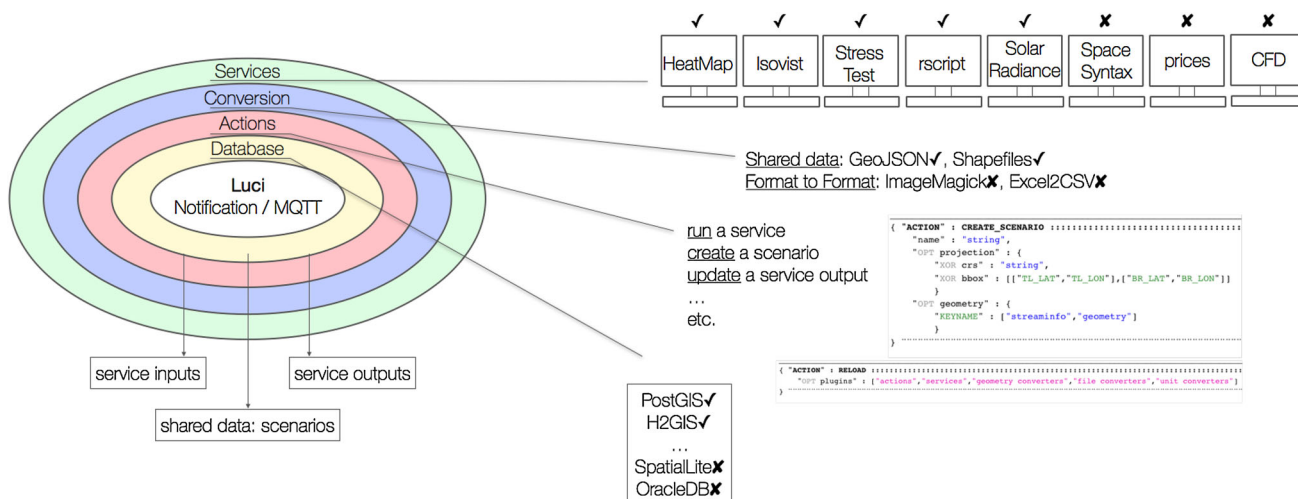 ✓ ✓ ✓ ✓ ✓ ✘ ✘ ✘
HeatMap
Isovist
Stress
Test
rscript
Solar
Radiance
Space
Syntax
prices
CFD
Services
Conversion
Actions
Database
Luci
Notification / MQTT
Shared data: GeoJSON✓, Shapefiles✓
Format to Format: ImageMagick✘, Excel2CSV✘
run a service
create a scenario
update a service output
...
etc.
{ "ACTION" : CREATE_SCENARIO
"name" : "string",
"OPT projection" : {
"XOR crs" : "string",
"XOR bbox" : [["TL_LAT","TL_LON"],["BR_LAT","BR_LON"]]
}
"OPT geometry" : {
"KEYNAME" : ["streaminfo","geometry"]
}
}
{ "ACTION" : RELOAD
"OPT plugins" : ["actions","services","geometry converters","file converters","unit converters"]
}
service inputs
service outputs
shared data: scenarios
PostGIS✓
H2GIS✓
...
SpatialLite✘
OracleDB✘